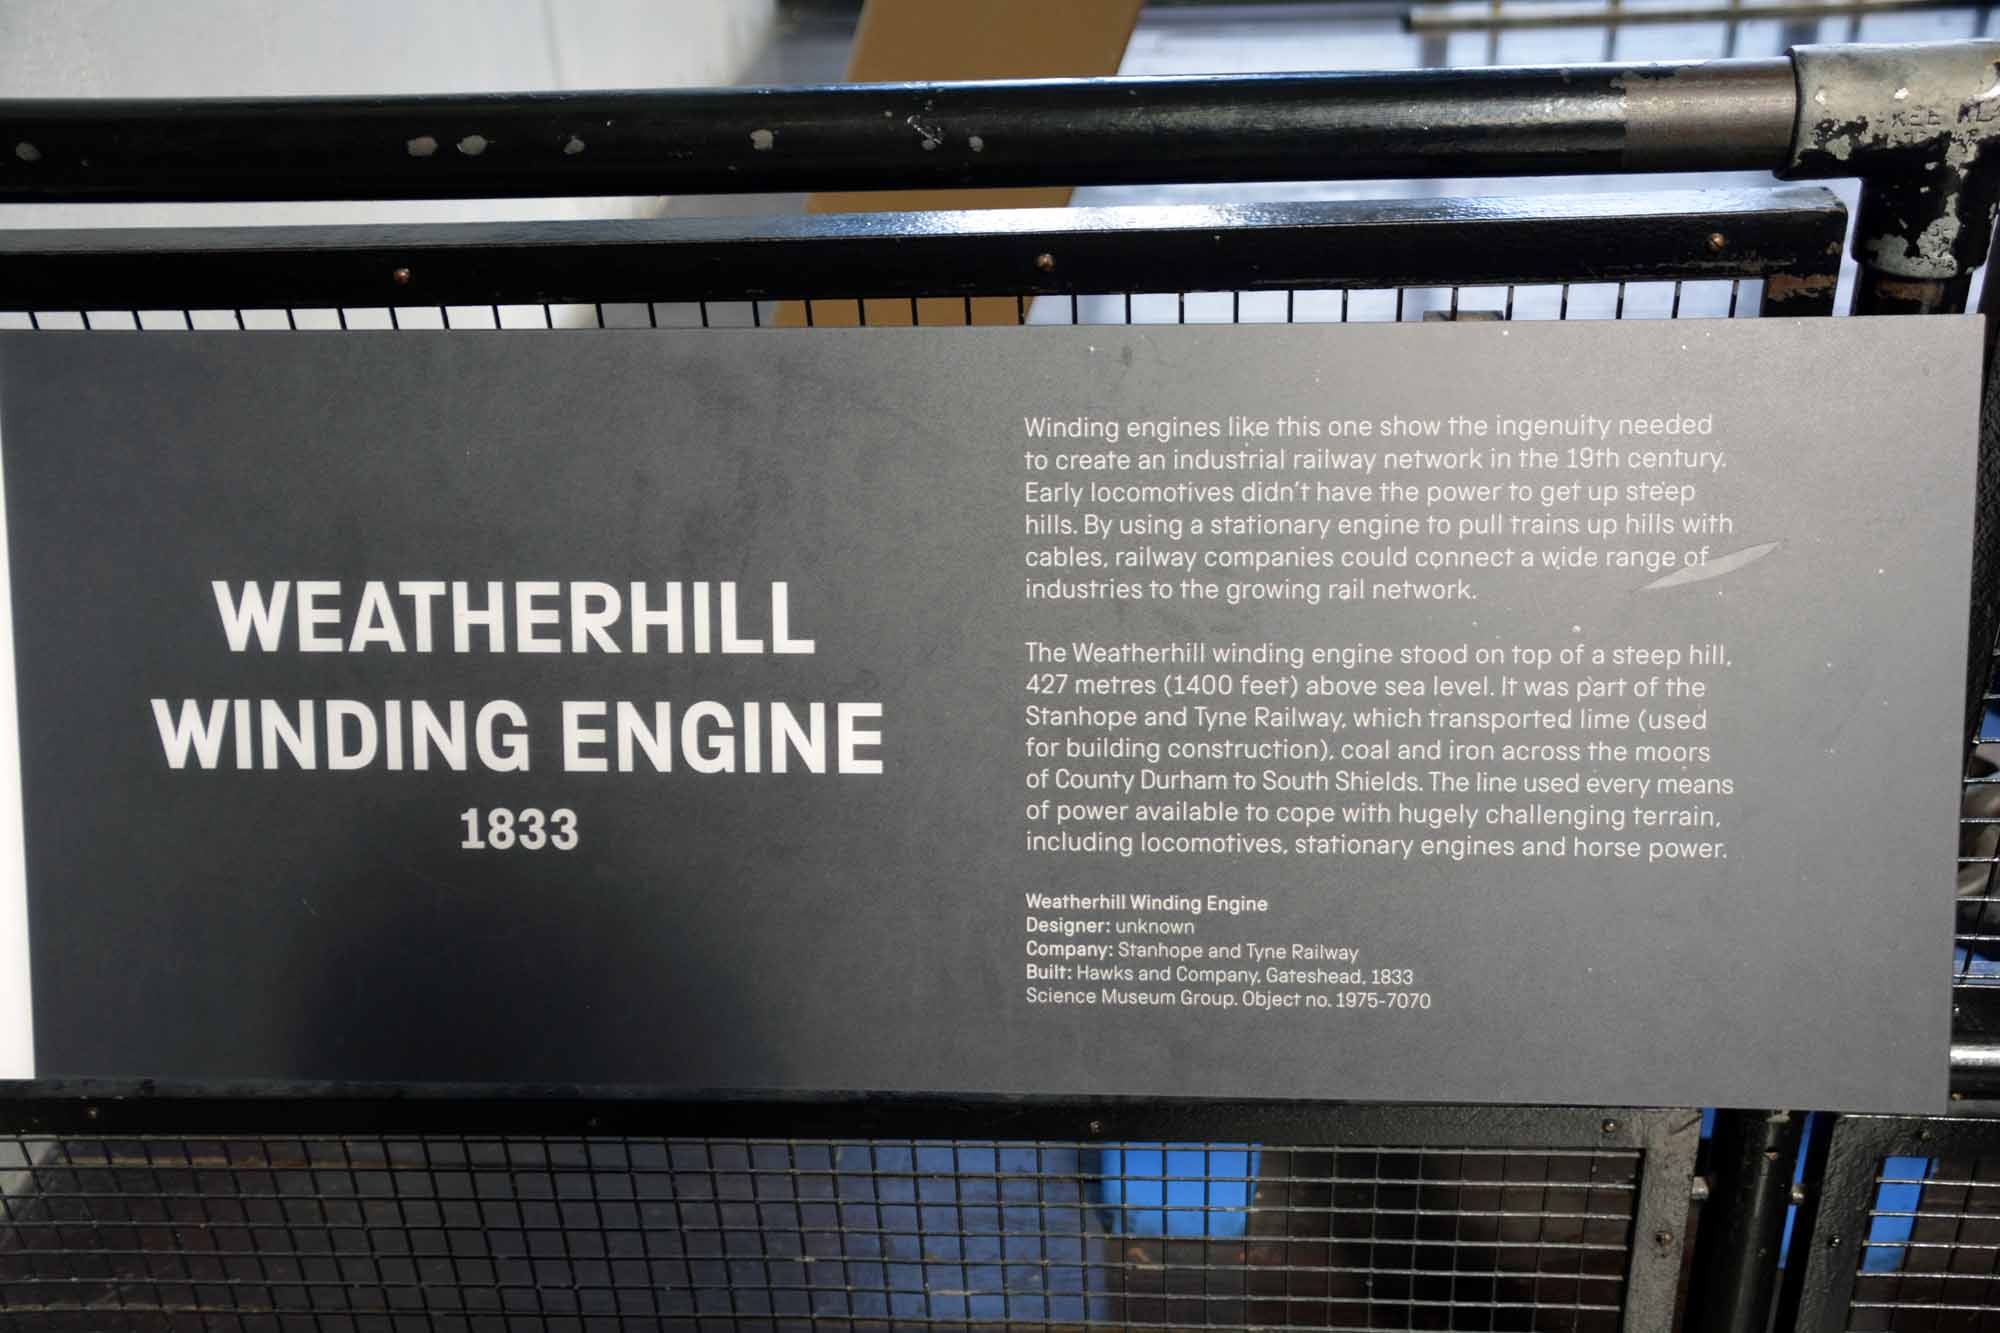 WEATHERHILL
WINDING ENGINE
1833
Winding engines like this one show the ingenuity needed
to create an industrial railway network in the 19th century.
Early locomotives didn't have the power to get up steep
hills. By using a stationary engine to pull trains up hills with
cables, railway companies could connect a wide range of
industries to the growing rail network.
The Weatherhill winding engine stood on top of a steep hill,
427 metres (1400 feet) above sea level. It was part of the
Stanhope and Tyne Railway, which transported lime (used
for building construction), coal and iron across the moors
of County Durham to South Shields. The line used every means
of power available to cope with hugely challenging terrain,
including locomotives, stationary engines and horse power.
Weatherhill Winding Engine
Designer: unknown
Company: Stanhope and Tyne Railway
Built: Hawks and Company, Gateshead, 1833
Science Museum Group. Object no. 1975-7070